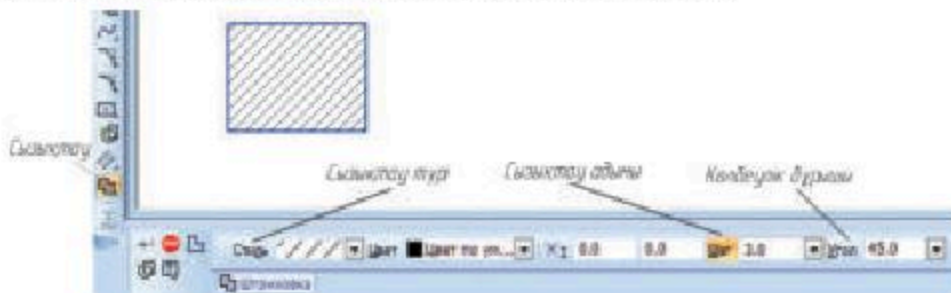 Сызықтау
Сызықтау түрі
Сызықтау адымы
Көлбеулік бұрышы
Стиль Цвет Цвет по ум... 0.0 0.0 Шаг 3.0 Угол 45.0
Штриховка